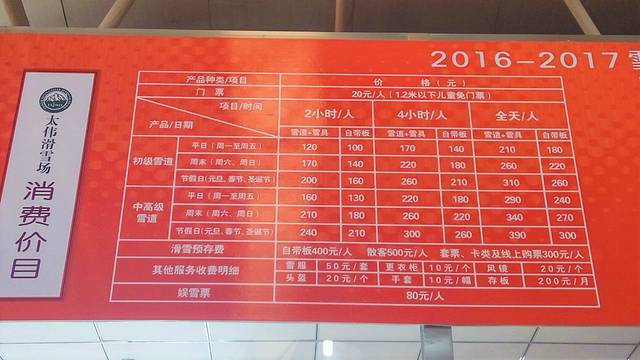 2016-2017 雪
太伟滑雪场
消费价目
产品种类/项目 价 格(元)
门 票 20元/人(1.2米以下儿童免门票)
项目/时间 2小时/人 4小时/人 全天/人
产品/日期 雪道+雪具 自带板 雪道+雪具 自带板 雪道+雪具 自带板
初级雪道 平日(周一至周五) 120 100 170 140 210 180
周末(周六、周日) 170 140 220 180 260 220
节假日(元旦、春节、圣诞节) 200 160 260 210 310 260
中高级雪道 平日(周一至周五) 160 130 220 180 290 240
周末(周六、周日) 210 180 260 220 340 270
节假日(元旦、春节、圣诞节) 240 210 300 260 390 300
滑雪预存费 自带板400元/人 散客500元/人 套票、卡类及线上购票300元/人
其他服务收费明细 雪服 50元/套 更衣柜 10元/个 风镜 20元/个
头盔 20元/个 手套 10元/幅 存板 200元/月
娱雪票 80元/人